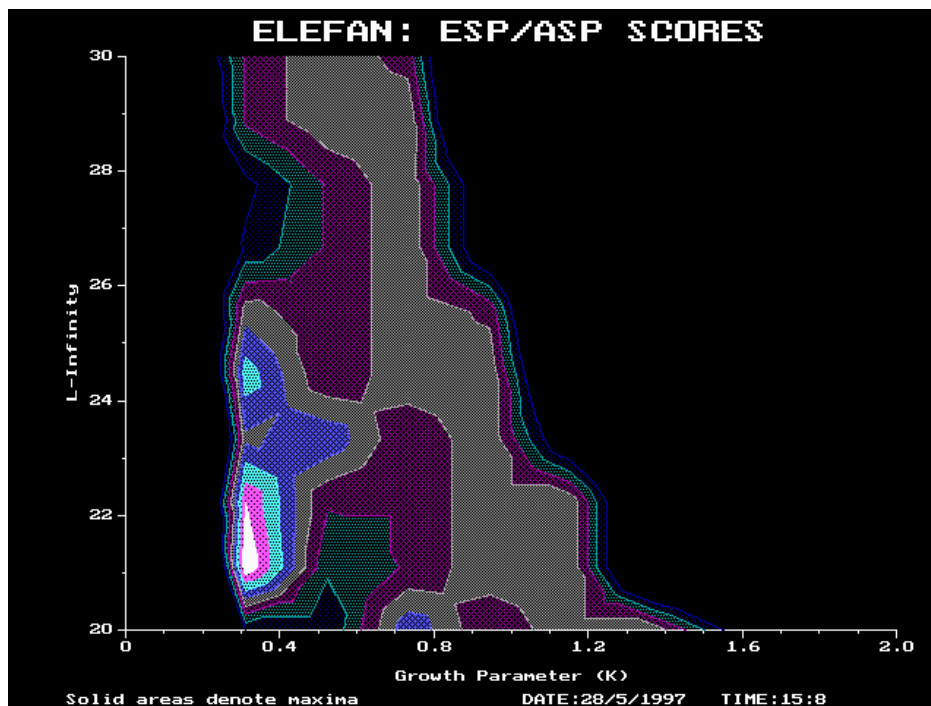 ELEFAN: ESP/ASP SCORES
30
28
26
24
22
20
L-Infinity
0 0.4 0.8 1.2 1.6 2.0
Growth Parameter (K)
Solid areas denote maxima DATE:28/5/1997 TIME:15:8